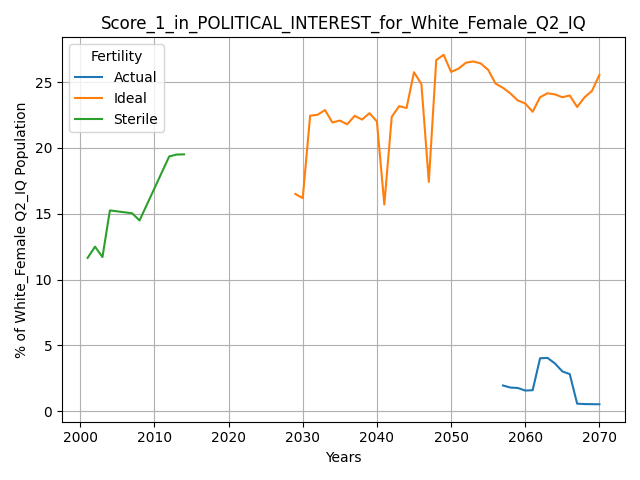 Score_1_in_POLITICAL_INTEREST_for_White_Female_Q2_IQ
Fertility
Actual
Ideal
Sterile
% of White_Female Q2_IQ Population
25
20
15
10
5
0
2000 2010 2020 2030 2040 2050 2060 2070
Years